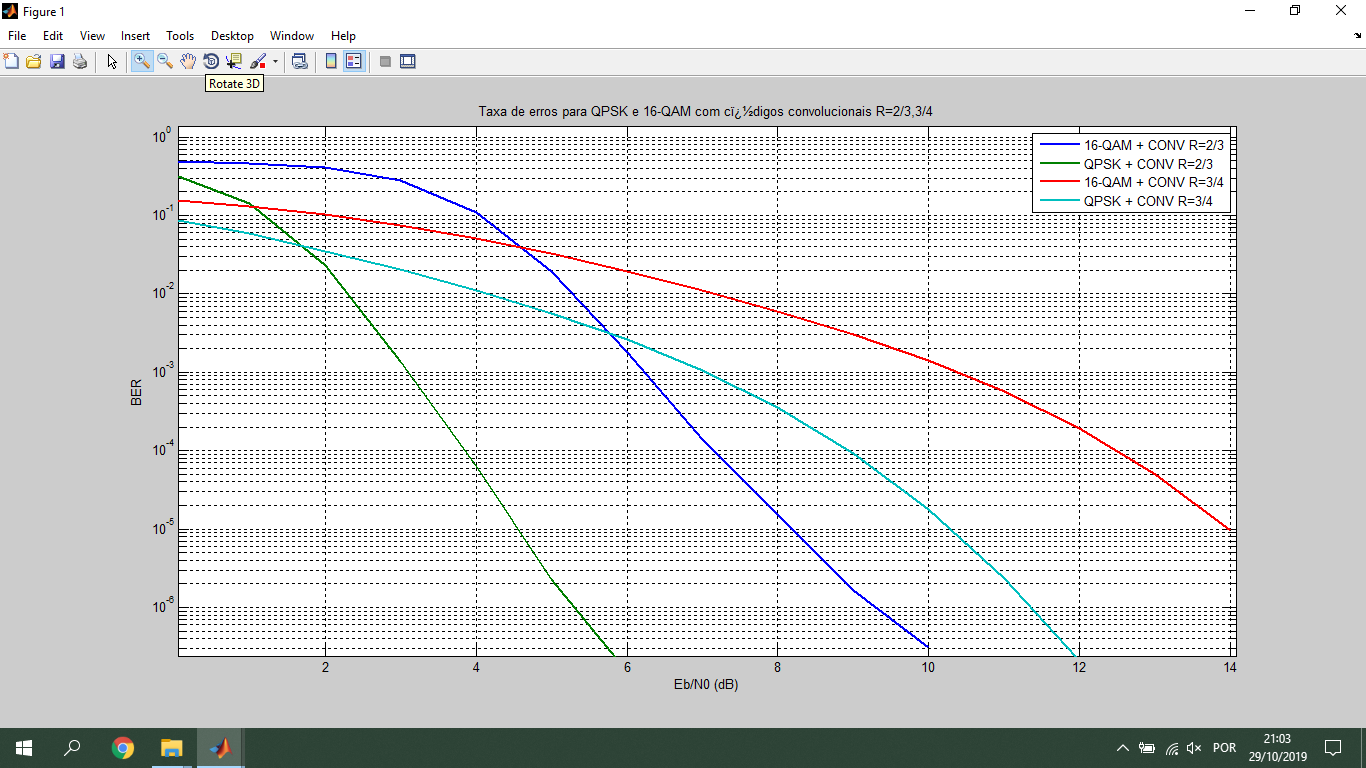 Figure 1
File Edit View Insert Tools Desktop Window Help
Rotate 3D
Taxa de erros para QPSK e 16-QAM com cï¿½digos convolucionais R=2/3,3/4
16-QAM + CONV R=2/3
QPSK + CONV R=2/3
16-QAM + CONV R=3/4
QPSK + CONV R=3/4
10^0
10^-1
10^-2
10^-3
10^-4
10^-5
10^-6
BER
2 4 6 8 10 12 14
Eb/N0 (dB)
POR
21:03
29/10/2019